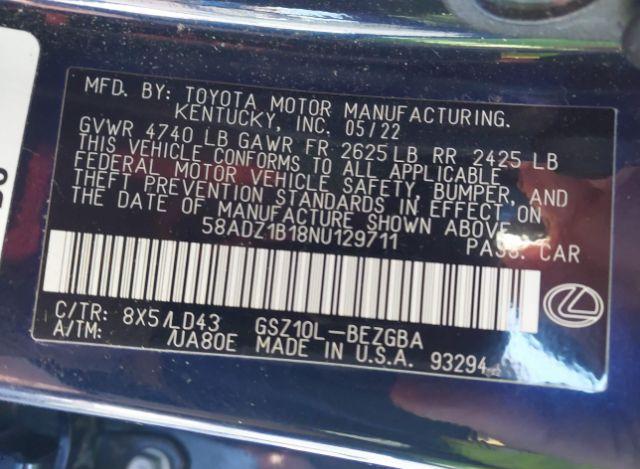 MFD. BY: TOYOTA MOTOR MANUFACTURING.
KENTUCKY, INC. 05/22
GVWR 4740 LB GAWR FR 2625 LB RR 2425 LB
THIS VEHICLE CONFORMS TO ALL APPLICABLE
FEDERAL MOTOR VEHICLE SAFETY, BUMPER, AND
THEFT PREVENTION STANDARDS IN EFFECT ON
THE DATE OF MANUFACTURE SHOWN ABOVE.
58ADZ1B18NU129711 PASS. CAR
C/TR: 8X5/LD43 GSZ10L-BEZGBA
A/TM: /UA80E MADE IN U.S.A. 93294